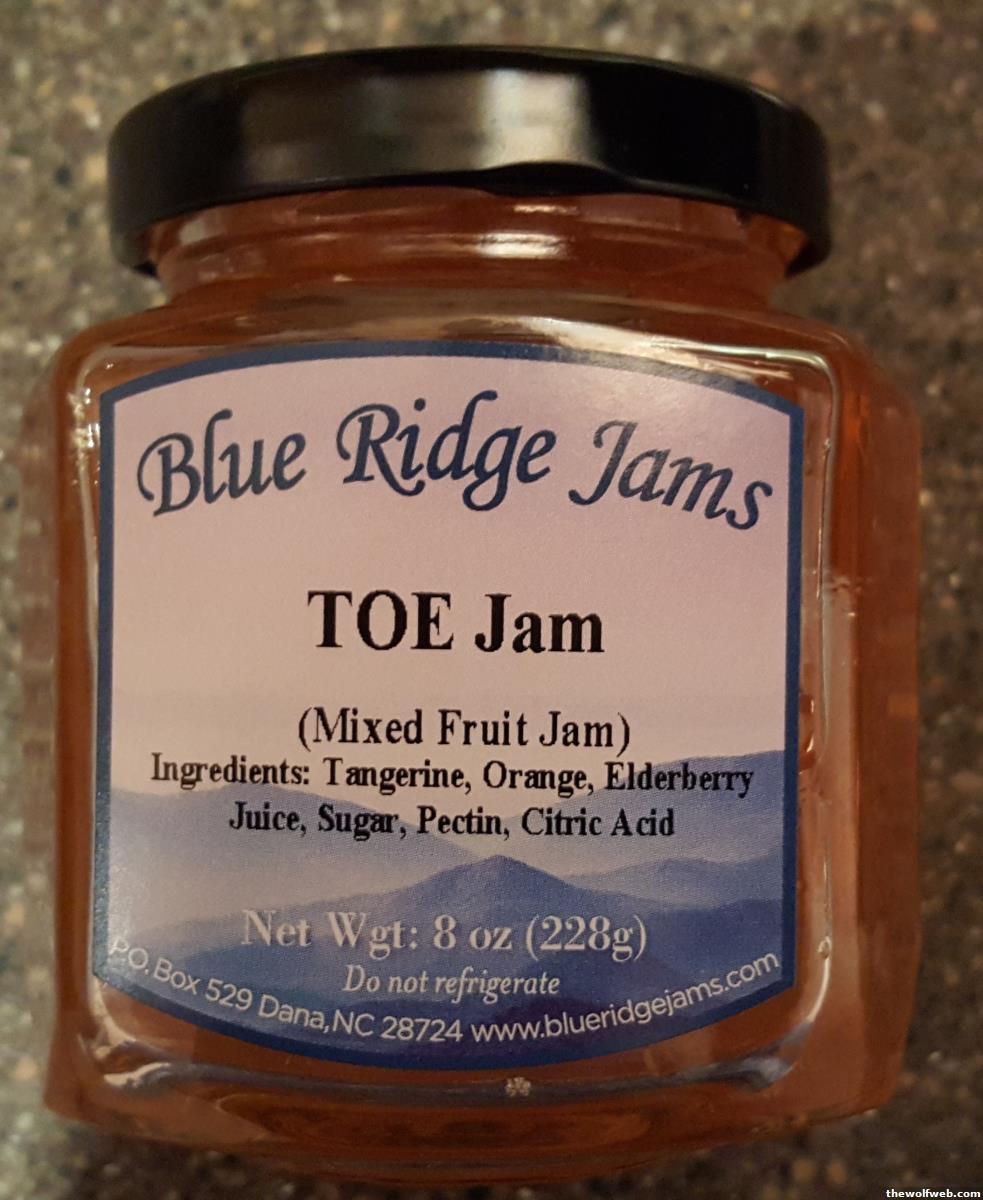 Blue Ridge Jams
TOE Jam
(Mixed Fruit Jam)
Ingredients: Tangerine, Orange, Elderberry
Juice, Sugar, Pectin, Citric Acid
Net Wgt: 8 oz (228g)
Do not refrigerate
P.O. Box 529 Dana, NC 28724 www.blueridgejams.com
thewolfweb.com